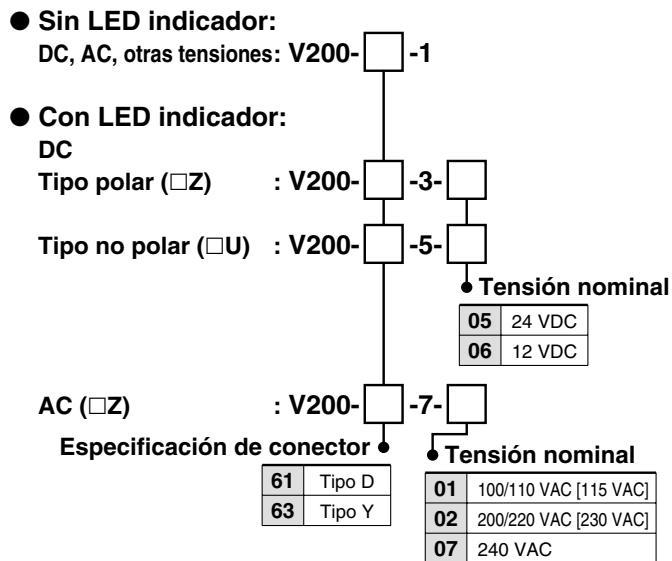 ● Sin LED indicador:
DC, AC, otras tensiones: V200-□-1
● Con LED indicador:
DC
Tipo polar (□Z) : V200-□-3-□
Tipo no polar (□U) : V200-□-5-□
Tensión nominal
05 24 VDC
06 12 VDC
AC (□Z) : V200-□-7-□
Especificación de conector
61 Tipo D
63 Tipo Y
Tensión nominal
01 100/110 VAC [115 VAC]
02 200/220 VAC [230 VAC]
07 240 VAC